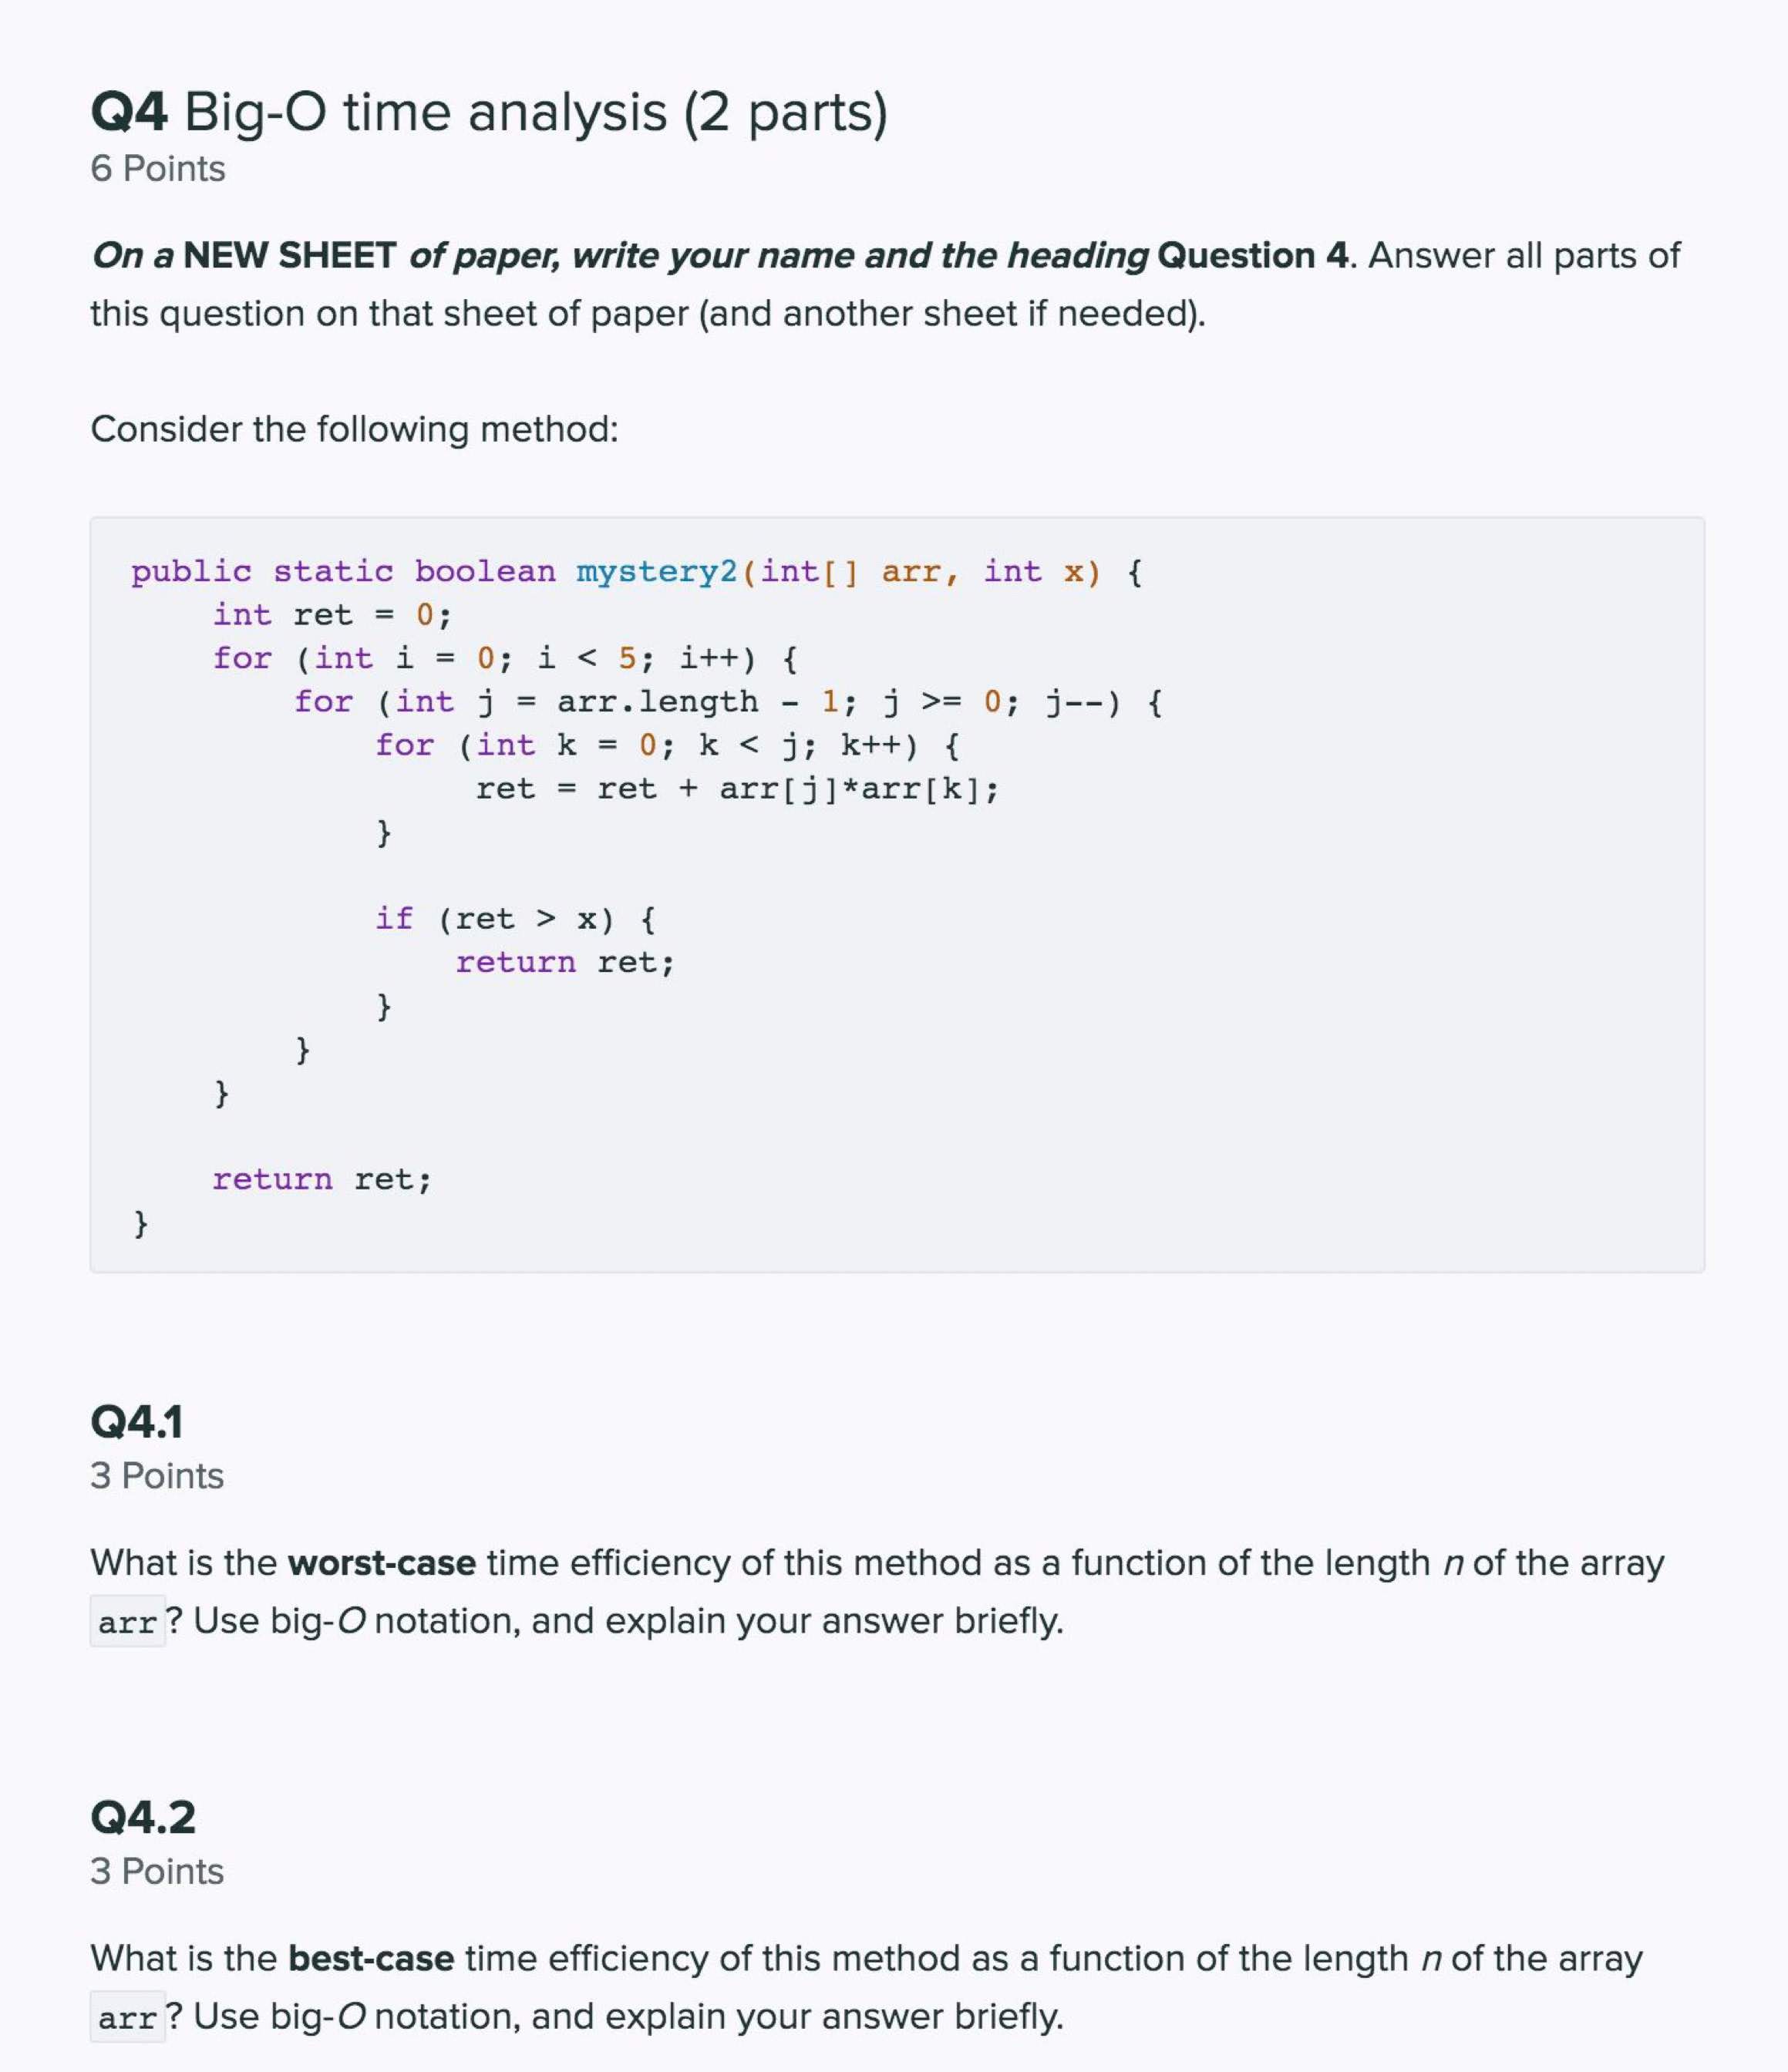 Q4 Big-O time analysis (2 parts)
6 Points
On a NEW SHEET of paper, write your name and the heading Question 4. Answer all parts of
this question on that sheet of paper (and another sheet if needed).
Consider the following method:
public static boolean mystery2(int[] arr, int x) {
    int ret = 0;
    for (int i = 0; i < 5; i++) {
        for (int j = arr.length - 1; j >= 0; j--) {
            for (int k = 0; k < j; k++) {
                 ret = ret + arr[j]*arr[k];
            }
            if (ret > x) {
                return ret;
            }
        }
    }
    return ret;
}
Q4.1
3 Points
What is the worst-case time efficiency of this method as a function of the length n of the array
arr? Use big-O notation, and explain your answer briefly.
Q4.2
3 Points
What is the best-case time efficiency of this method as a function of the length n of the array
arr? Use big-O notation, and explain your answer briefly.